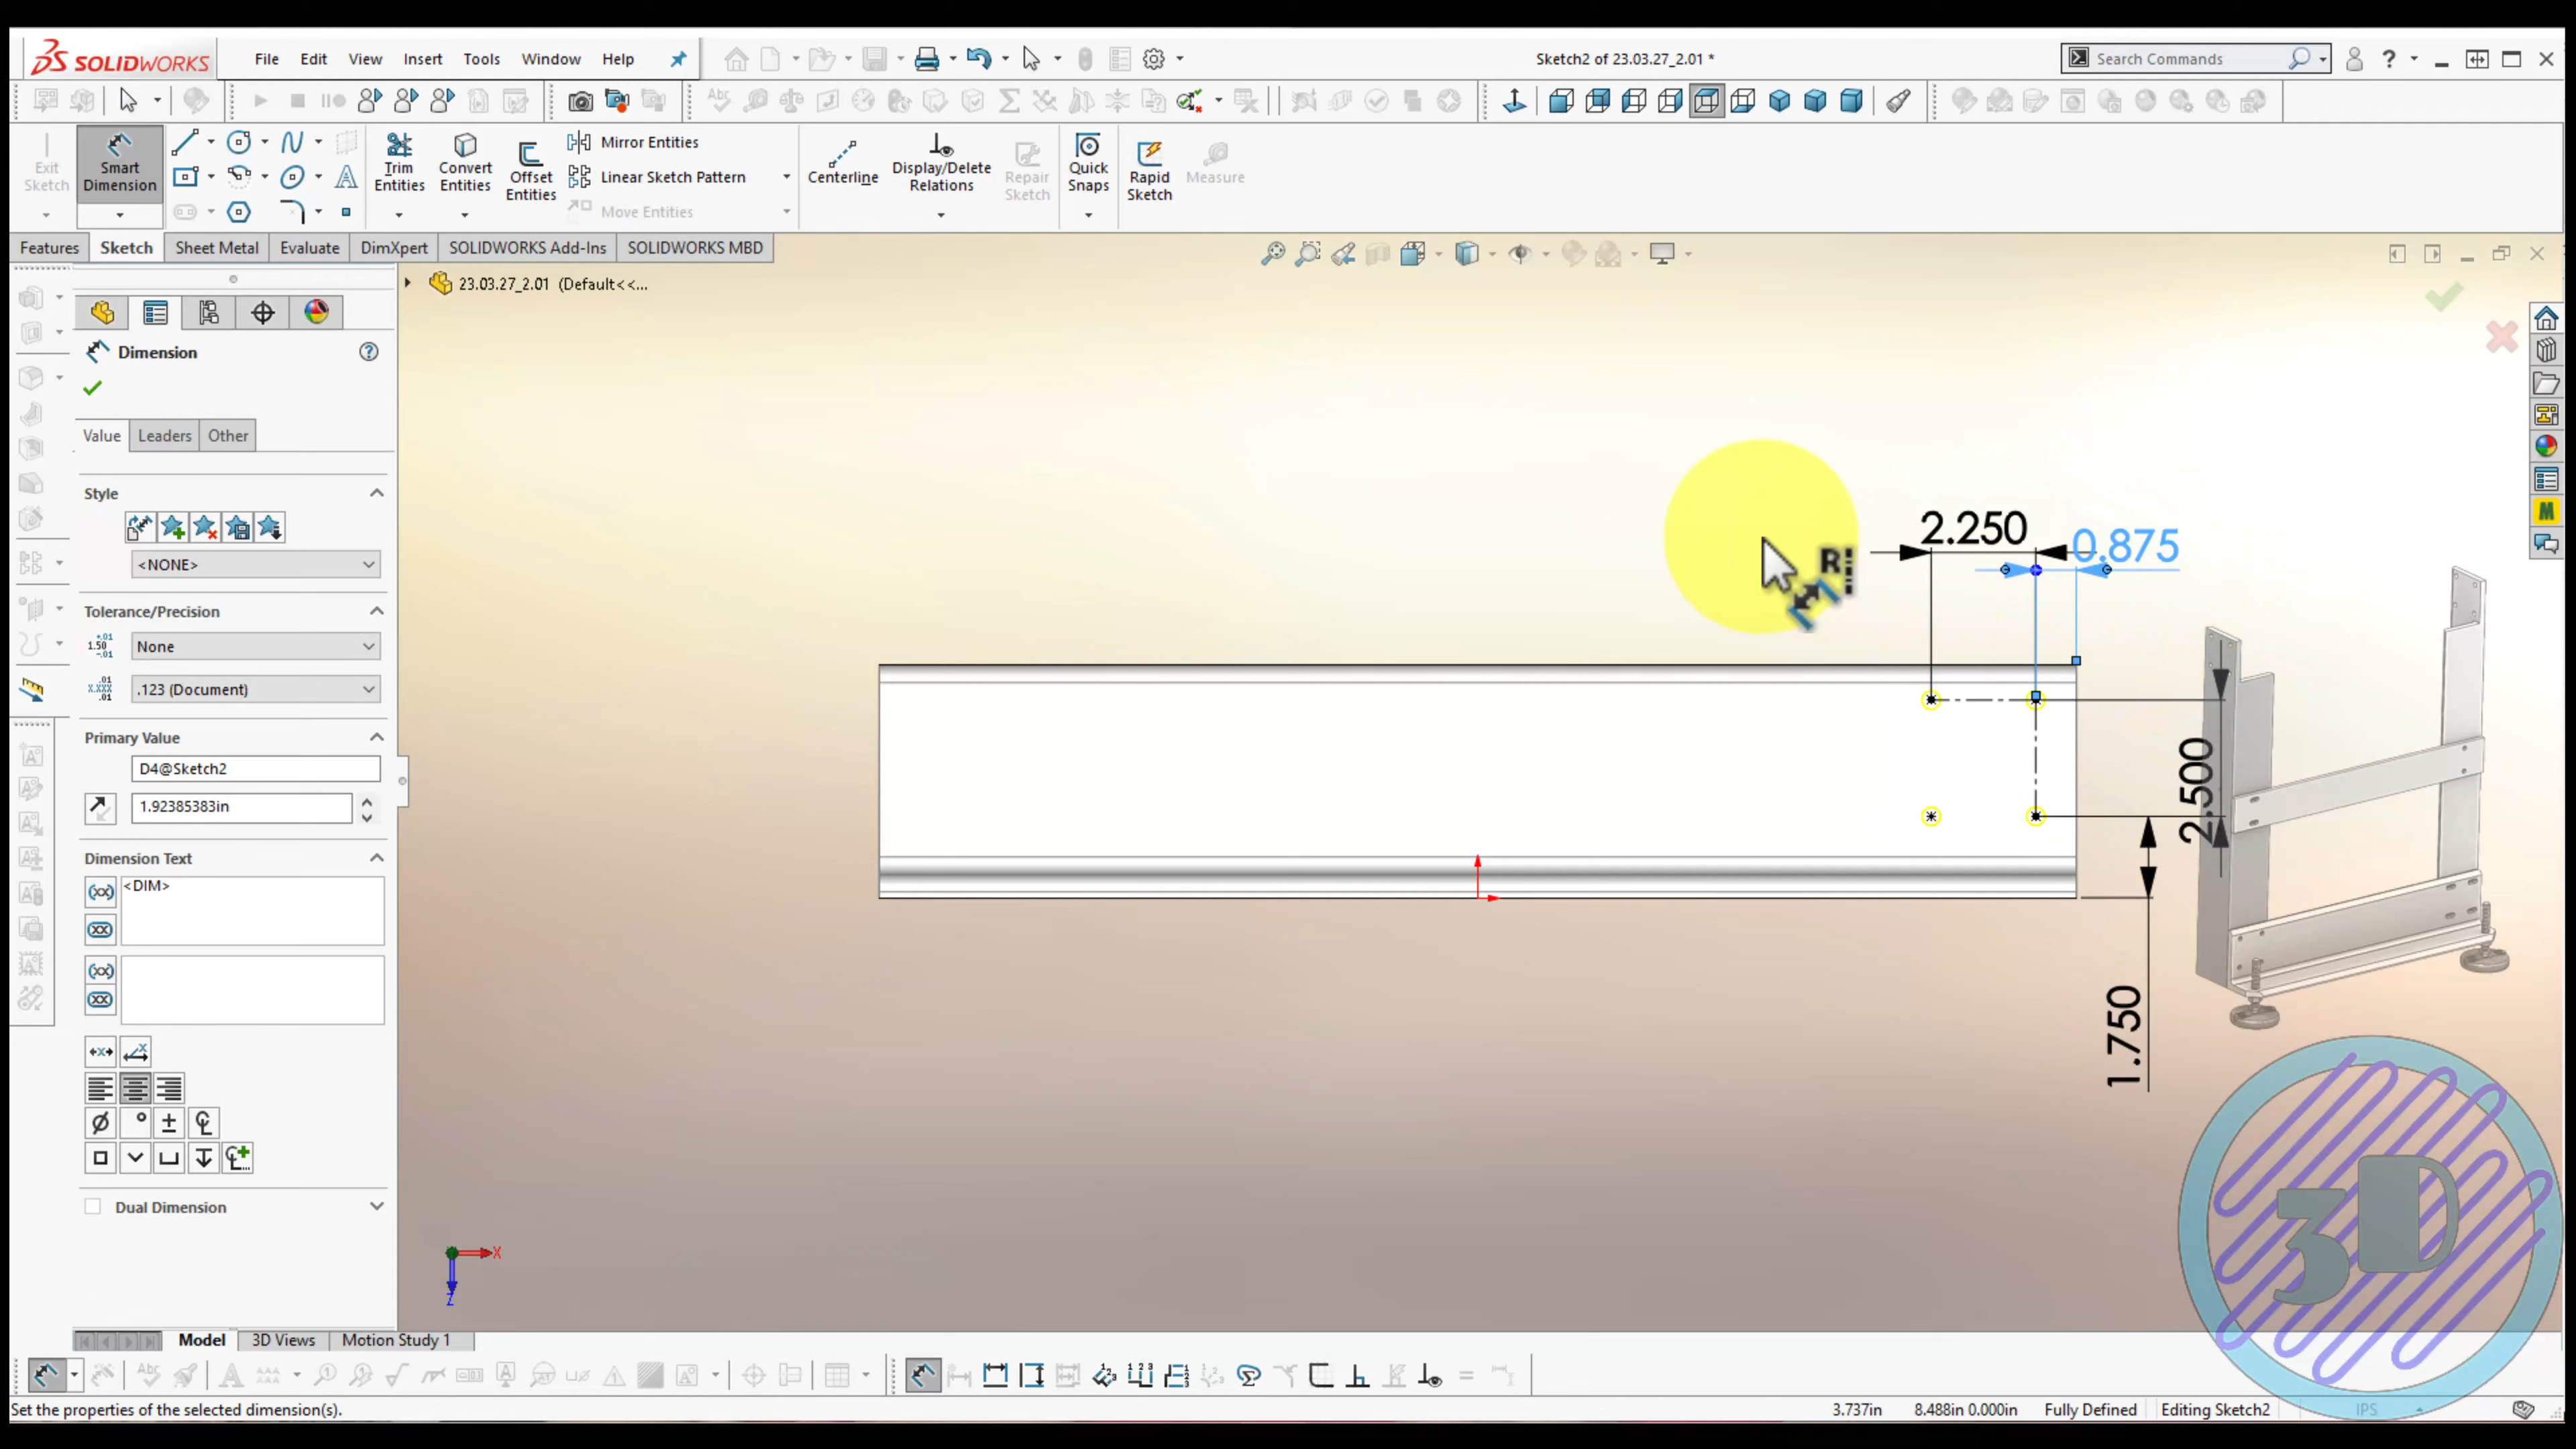 SOLIDWORKS File Edit View Insert Tools Window Help Sketch2 of 23.03.27_2.01 * Search Commands ?
Exit Sketch Smart Dimension Trim Entities Convert Entities Offset Entities Mirror Entities Linear Sketch Pattern Move Entities Centerline Display/Delete Relations Repair Sketch Quick Snaps Rapid Sketch Measure
Features Sketch Sheet Metal Evaluate DimXpert SOLIDWORKS Add-Ins SOLIDWORKS MBD
23.03.27_2.01 (Default<<...
Dimension
Value Leaders Other
Style
<NONE>
Tolerance/Precision
None
.123 (Document)
Primary Value
D4@Sketch2
1.92385383in
Dimension Text
<DIM>
Dual Dimension
2.250
0.875
R
2.500
1.750
X
Z
3D
M
Model 3D Views Motion Study 1
Set the properties of the selected dimension(s). 3.737in 8.488in 0.000in Fully Defined Editing Sketch2 IPS